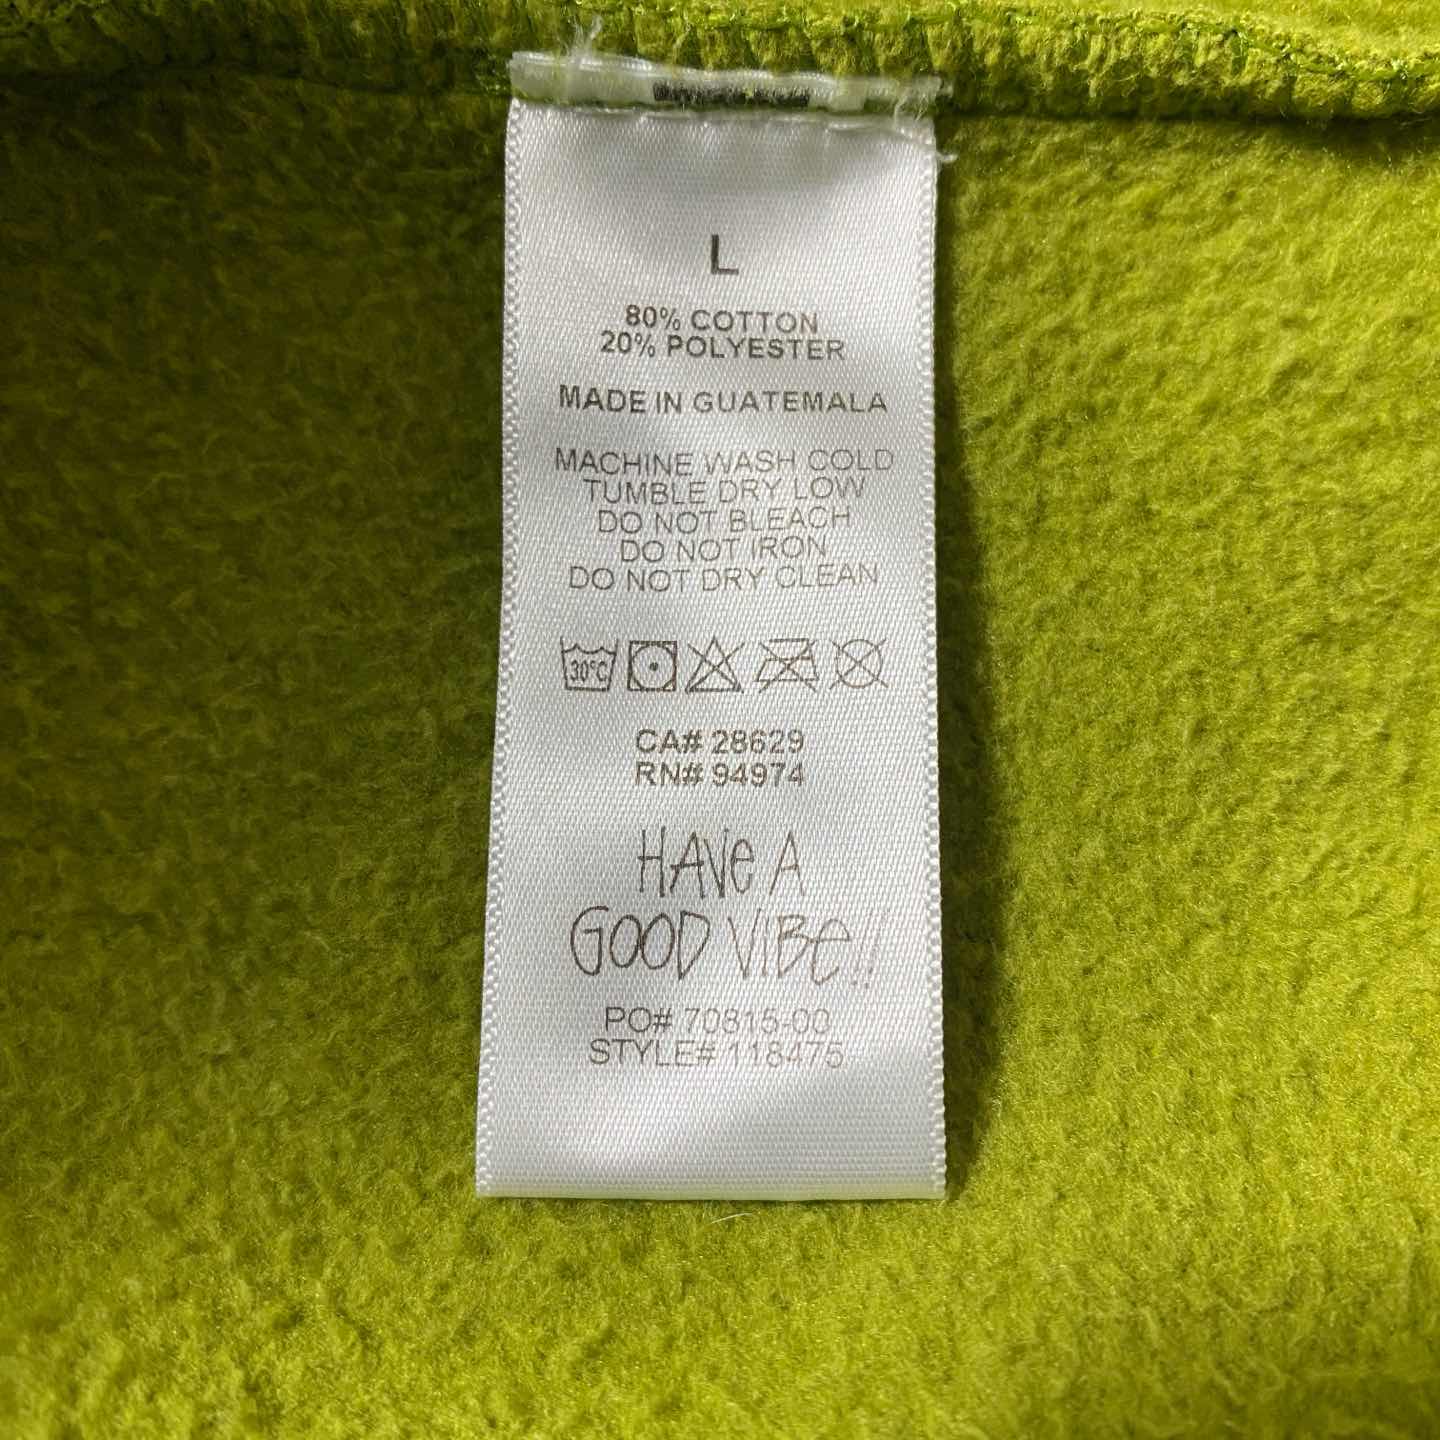 L
80% COTTON
20% POLYESTER
MADE IN GUATEMALA
MACHINE WASH COLD
TUMBLE DRY LOW
DO NOT BLEACH
DO NOT IRON
DO NOT DRY CLEAN
30°C
CA# 28629
RN# 94974
HAVe A
GOOD VIBe!!
PO# 70815-00
STYLE# 118475